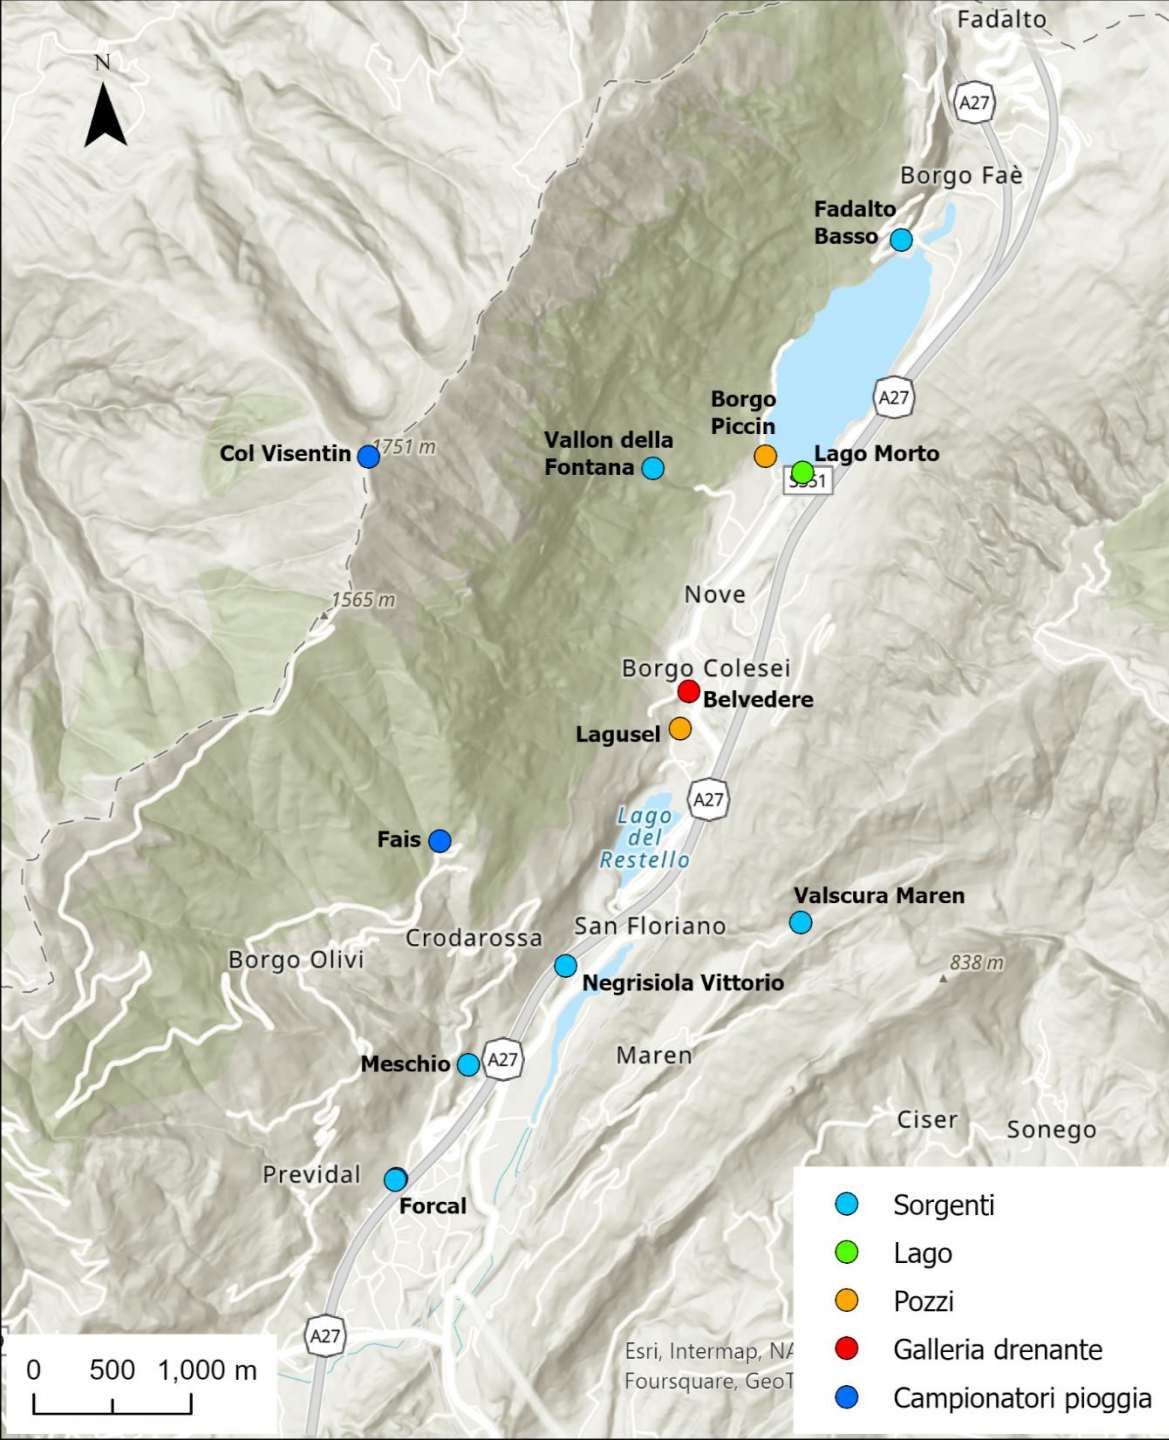 Fadalto
N
A27
Borgo Faè
Fadalto
Basso
A27
Borgo
Piccin
Vallon della
Fontana
Col Visentin
1751 m
Lago Morto
Nove
1565 m
Borgo Colesei
Belvedere
Lagusel
A27
Lago
del
Restello
Fais
Valscura Maren
San Floriano
Crodarossa
Borgo Olivi
838 m
Negrisiola Vittorio
Maren
Meschio
A27
Ciser
Sonego
Previdal
Forcal
Sorgenti
Lago
Pozzi
Galleria drenante
Campionatori pioggia
A27
Esri, Intermap, NA
Foursquare, GeoT
0 500 1,000 m